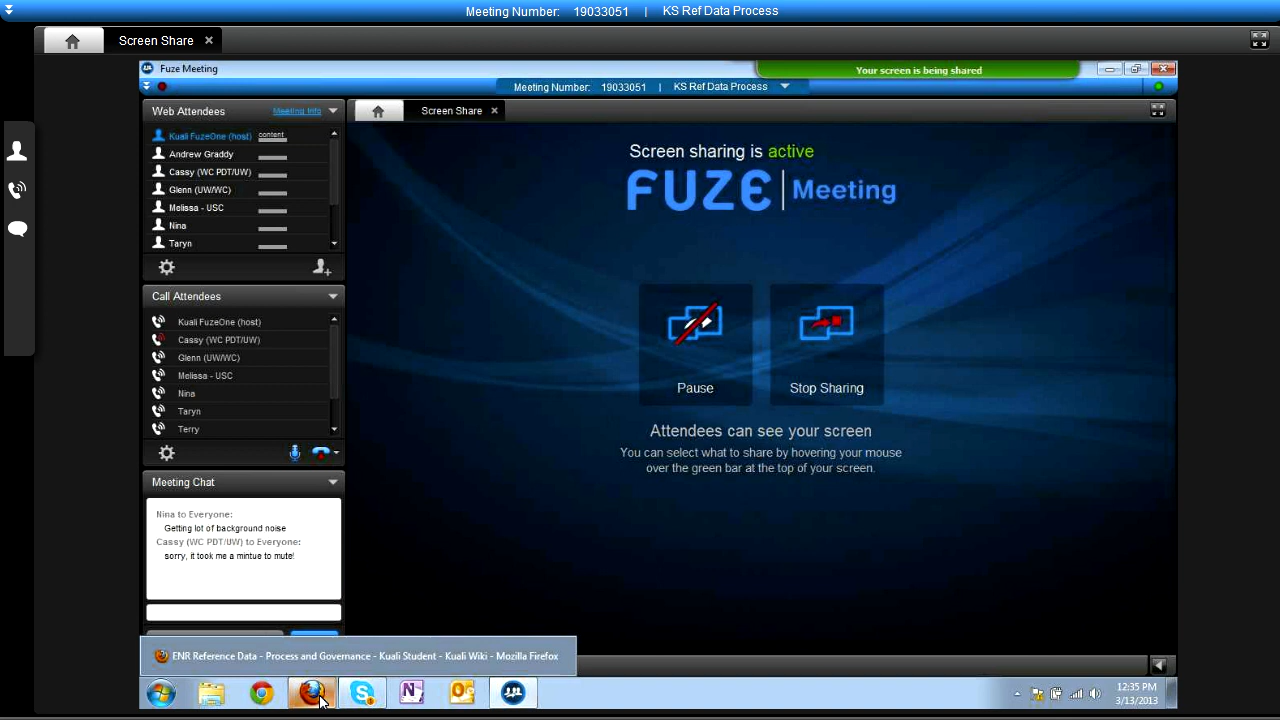 Meeting Number: 19033051 | KS Ref Data Process
Screen Share
Fuze Meeting
Your screen is being shared
Meeting Number: 19033051 | KS Ref Data Process
Web Attendees Meeting Info
Screen Share
Kuali FuzeOne (host) content
Andrew Graddy
Cassy (WC PDT/UW)
Glenn (UW/WC)
Melissa - USC
Nina
Taryn
Screen sharing is active
FUZE | Meeting
Call Attendees
Kuali FuzeOne (host)
Cassy (WC PDT/UW)
Glenn (UW/WC)
Melissa - USC
Nina
Taryn
Terry
Pause
Stop Sharing
Attendees can see your screen
You can select what to share by hovering your mouse
over the green bar at the top of your screen.
Meeting Chat
Nina to Everyone:
Getting lot of background noise
Cassy (WC PDT/UW) to Everyone:
sorry, it took me a mintue to mute!
ENR Reference Data - Process and Governance - Kuali Student - Kuali Wiki - Mozilla Firefox
12:35 PM
3/13/2013